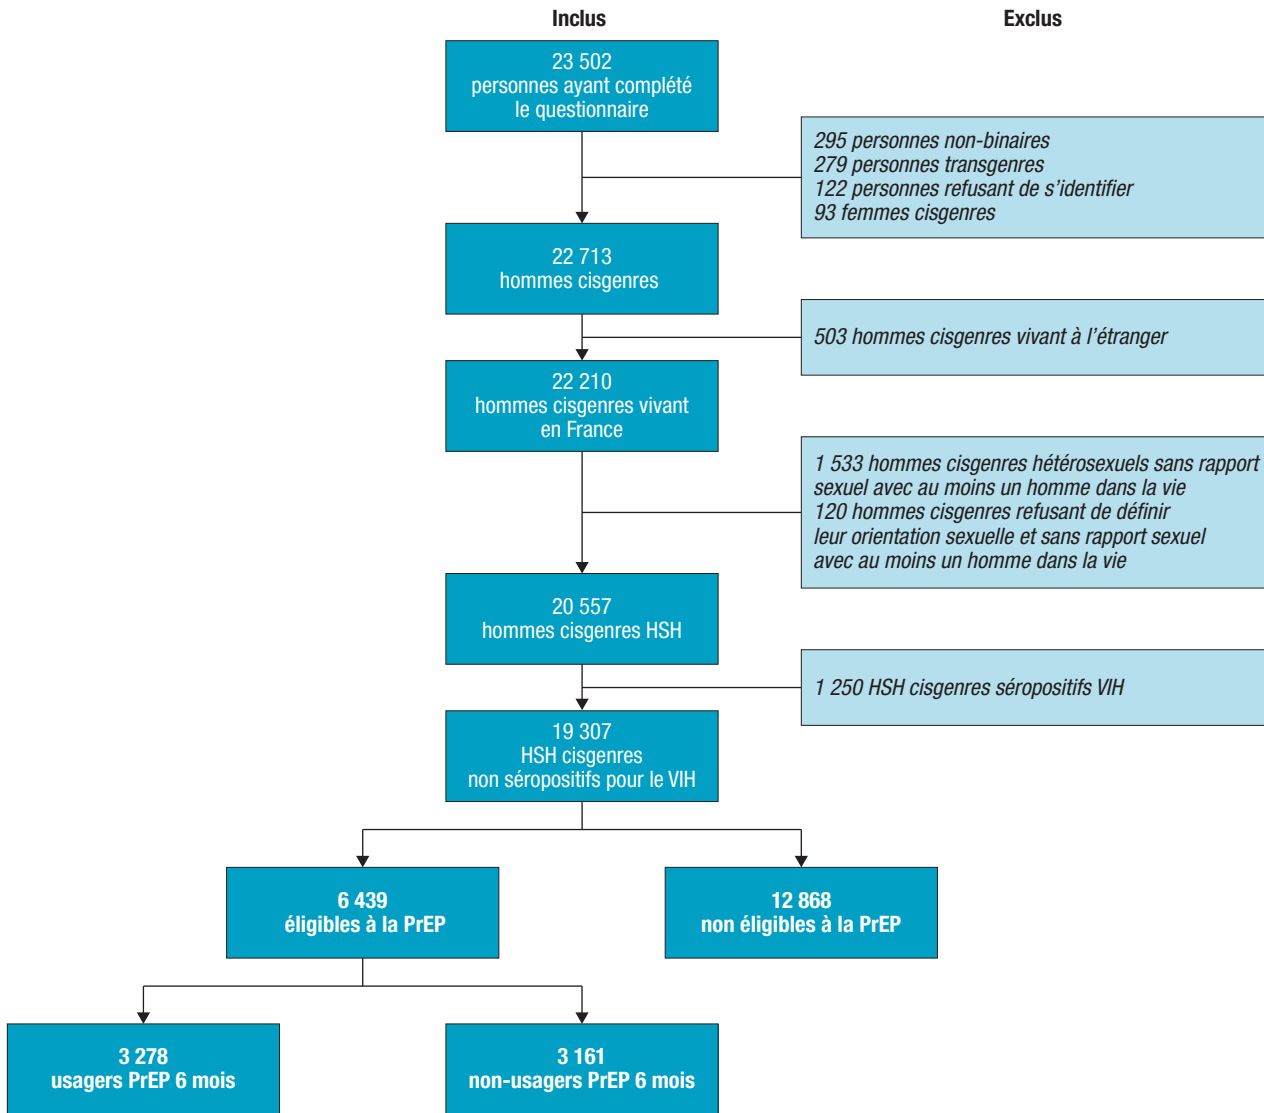 Inclus
Exclus
23 502
personnes ayant complété
le questionnaire
295 personnes non-binaires
279 personnes transgenres
122 personnes refusant de s’identifier
93 femmes cisgenres
22 713
hommes cisgenres
503 hommes cisgenres vivant à l’étranger
22 210
hommes cisgenres vivant
en France
1 533 hommes cisgenres hétérosexuels sans rapport
sexuel avec au moins un homme dans la vie
120 hommes cisgenres refusant de définir
leur orientation sexuelle et sans rapport sexuel
avec au moins un homme dans la vie
20 557
hommes cisgenres HSH
1 250 HSH cisgenres séropositifs VIH
19 307
HSH cisgenres
non séropositifs pour le VIH
6 439
éligibles à la PrEP
12 868
non éligibles à la PrEP
3 278
usagers PrEP 6 mois
3 161
non-usagers PrEP 6 mois